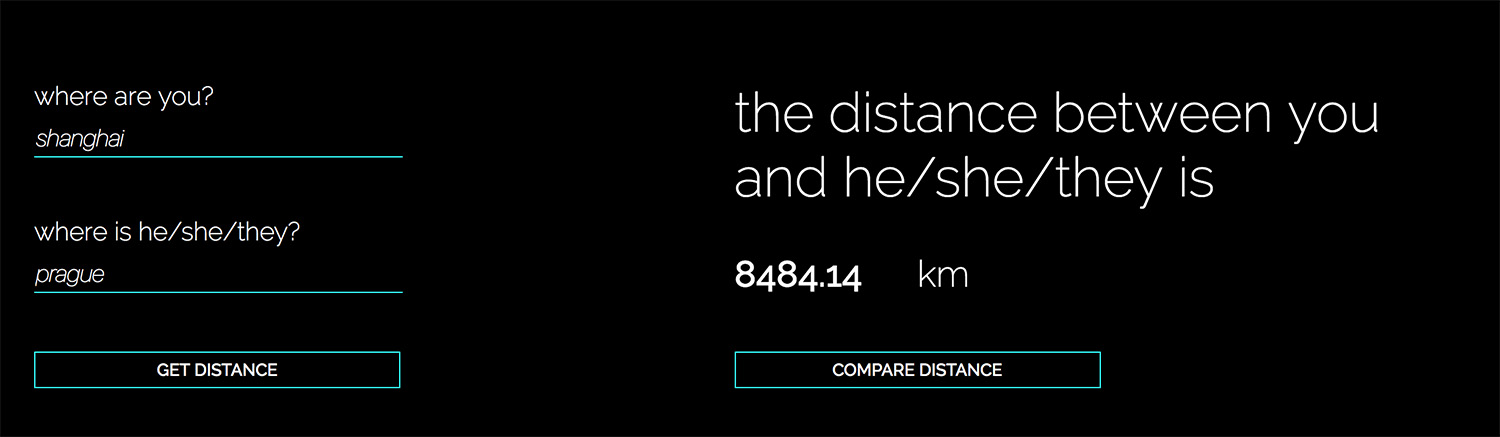 where are you?
shanghai
where is he/she/they?
prague
GET DISTANCE
the distance between you
and he/she/they is
8484.14 km
COMPARE DISTANCE